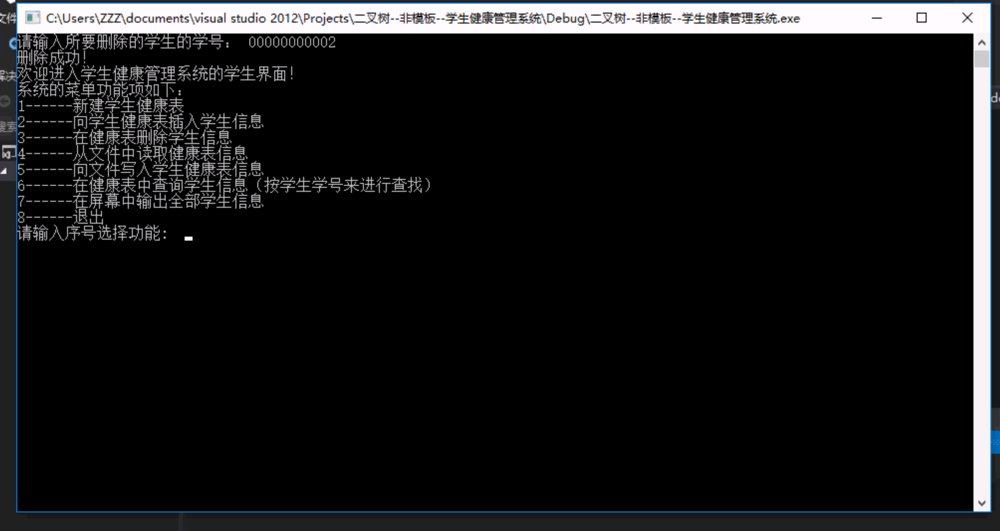 C:\Users\ZZZ\documents\visual studio 2012\Projects\二叉树--非模板--学生健康管理系统\Debug\二叉树--非模板--学生健康管理系统.exe
请输入所要删除的学生的学号： 00000000002
删除成功！
欢迎进入学生健康管理系统的学生界面！
系统的菜单功能项如下：
1------新建学生健康表
2------向学生健康表插入学生信息
3------在健康表删除学生信息
4------从文件中读取健康表信息
5------向文件写入学生健康表信息
6------在健康表中查询学生信息（按学生学号来进行查找）
7------在屏幕中输出全部学生信息
8------退出
请输入序号选择功能：
文件
解决
搜索